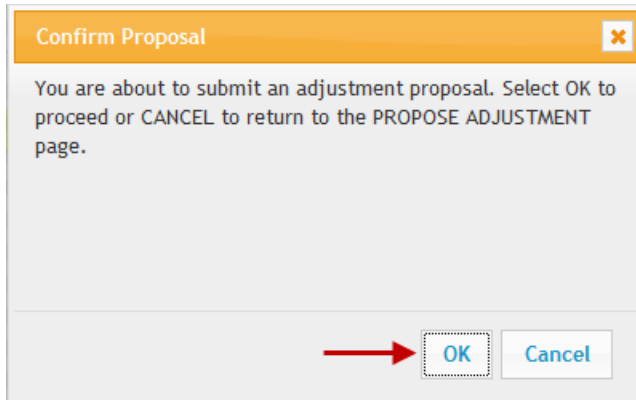 Confirm Proposal
You are about to submit an adjustment proposal. Select OK to
proceed or CANCEL to return to the PROPOSE ADJUSTMENT
page.
OK Cancel